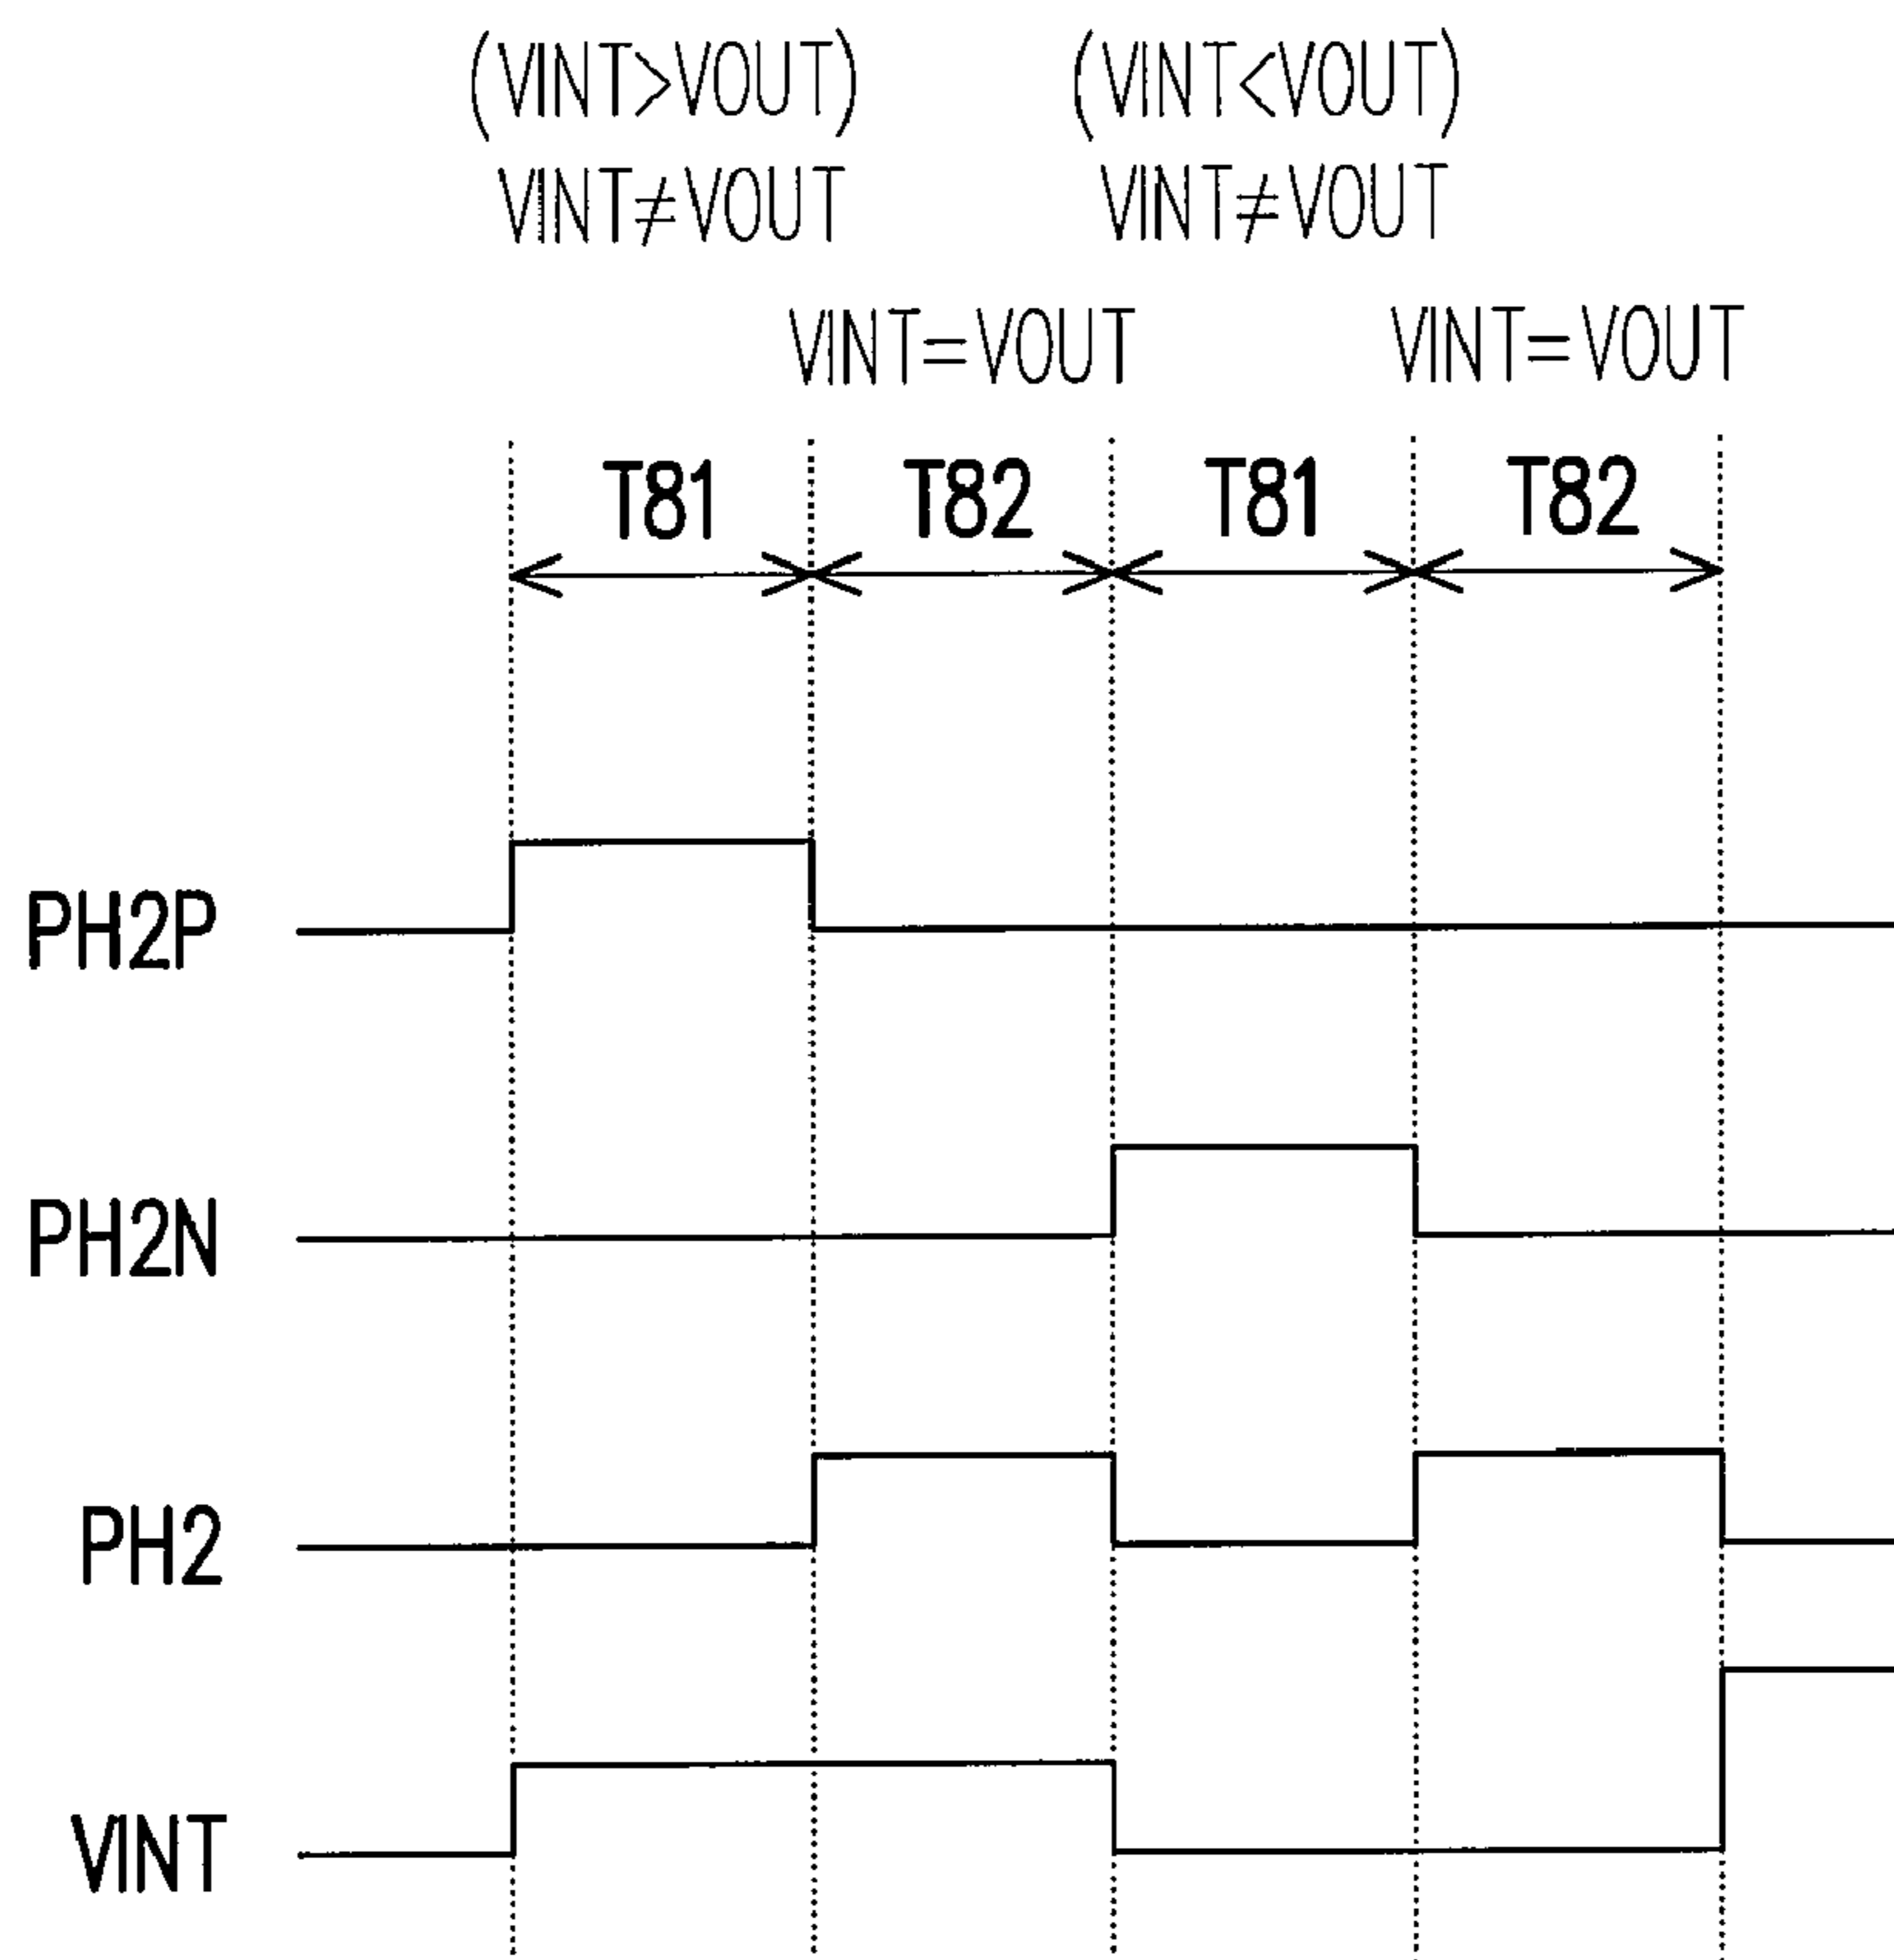 (VINT>VOUT) (VINT<VOUT)
VINT≠VOUT VINT≠VOUT
VINT=VOUT VINT=VOUT
T81 T82 T81 T82
PH2P
PH2N
PH2
VINT